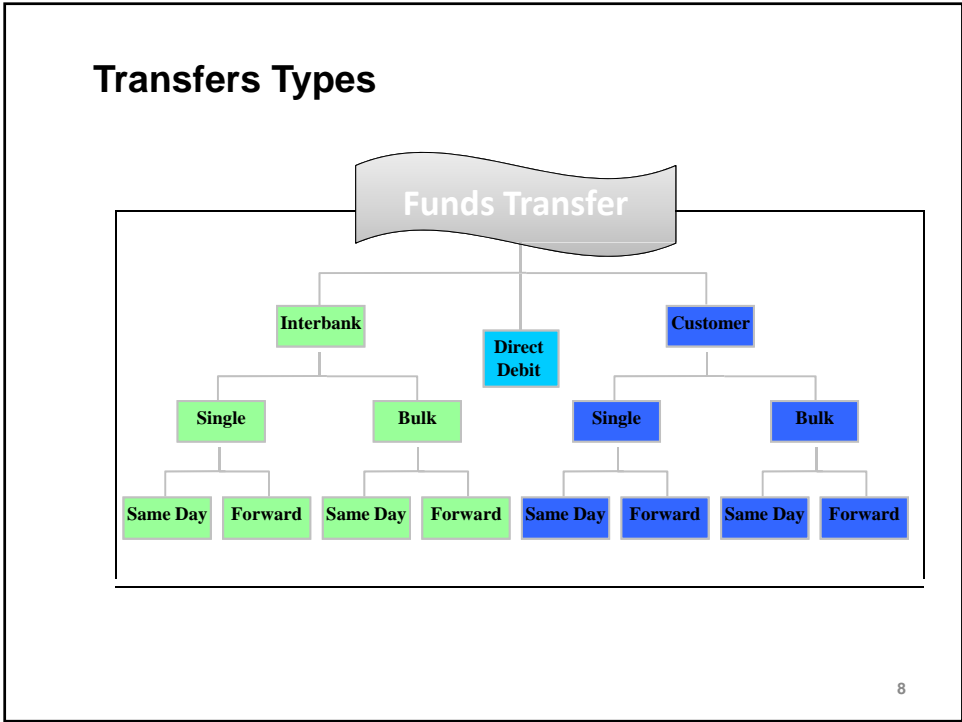 Transfers Types
Funds Transfer
Interbank
Direct
Debit
Customer
Single
Bulk
Single
Bulk
Same Day
Forward
Same Day
Forward
Same Day
Forward
Same Day
Forward
8